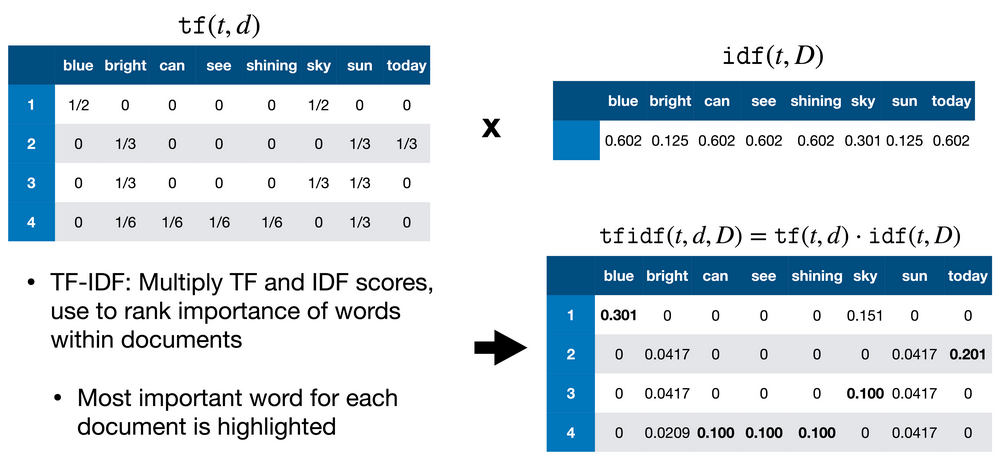 tf(t, d)
blue bright can see shining sky sun today
1 1/2 0 0 0 0 1/2 0 0
2 0 1/3 0 0 0 0 1/3 1/3
3 0 1/3 0 0 0 1/3 1/3 0
4 0 1/6 1/6 1/6 1/6 0 1/3 0
x
idf(t, D)
blue bright can see shining sky sun today
0.602 0.125 0.602 0.602 0.602 0.301 0.125 0.602
• TF-IDF: Multiply TF and IDF scores,
use to rank importance of words
within documents
• Most important word for each
document is highlighted
tfidf(t, d, D) = tf(t, d) · idf(t, D)
blue bright can see shining sky sun today
1 0.301 0 0 0 0 0.151 0 0
2 0 0.0417 0 0 0 0 0.0417 0.201
3 0 0.0417 0 0 0 0.100 0.0417 0
4 0 0.0209 0.100 0.100 0.100 0 0.0417 0